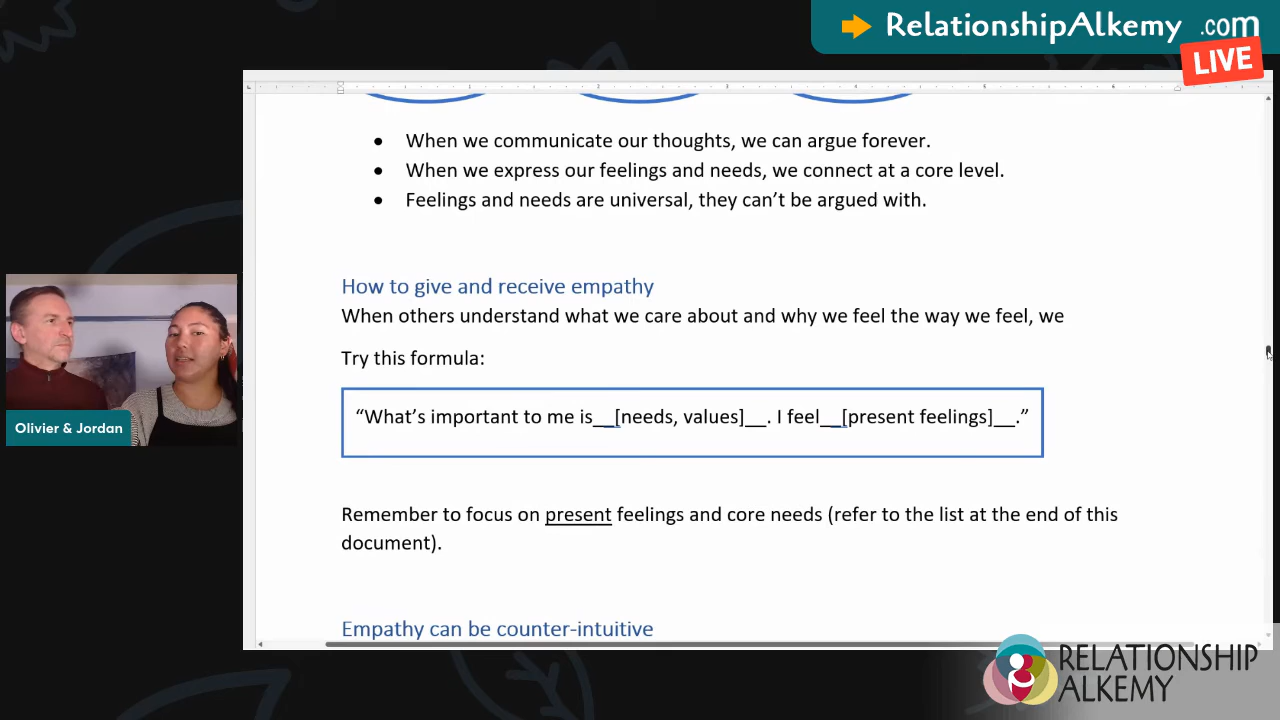 RelationshipAlkemy .com
LIVE
When we communicate our thoughts, we can argue forever.
When we express our feelings and needs, we connect at a core level.
Feelings and needs are universal, they can’t be argued with.
How to give and receive empathy
When others understand what we care about and why we feel the way we feel, we
Try this formula:
“What’s important to me is__[needs, values]__. I feel__[present feelings]__.”
Remember to focus on present feelings and core needs (refer to the list at the end of this
document).
Empathy can be counter-intuitive
Olivier & Jordan
RELATIONSHIP
ALKEMY